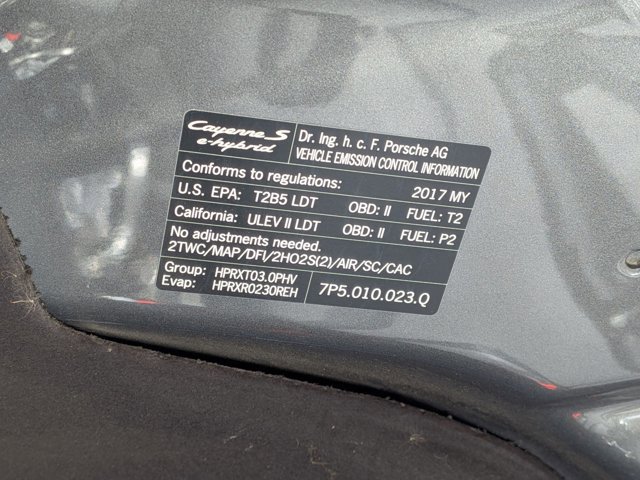 Cayenne S
e-hybrid
Dr. Ing. h. c. F. Porsche AG
VEHICLE EMISSION CONTROL INFORMATION
Conforms to regulations: 2017 MY
U.S. EPA: T2B5 LDT OBD: II FUEL: T2
California: ULEV II LDT OBD: II FUEL: P2
No adjustments needed.
2TWC/MAP/DFI/2HO2S(2)/AIR/SC/CAC
Group: HPRXT03.0PHV
Evap: HPRXR0230REH
7P5.010.023.Q